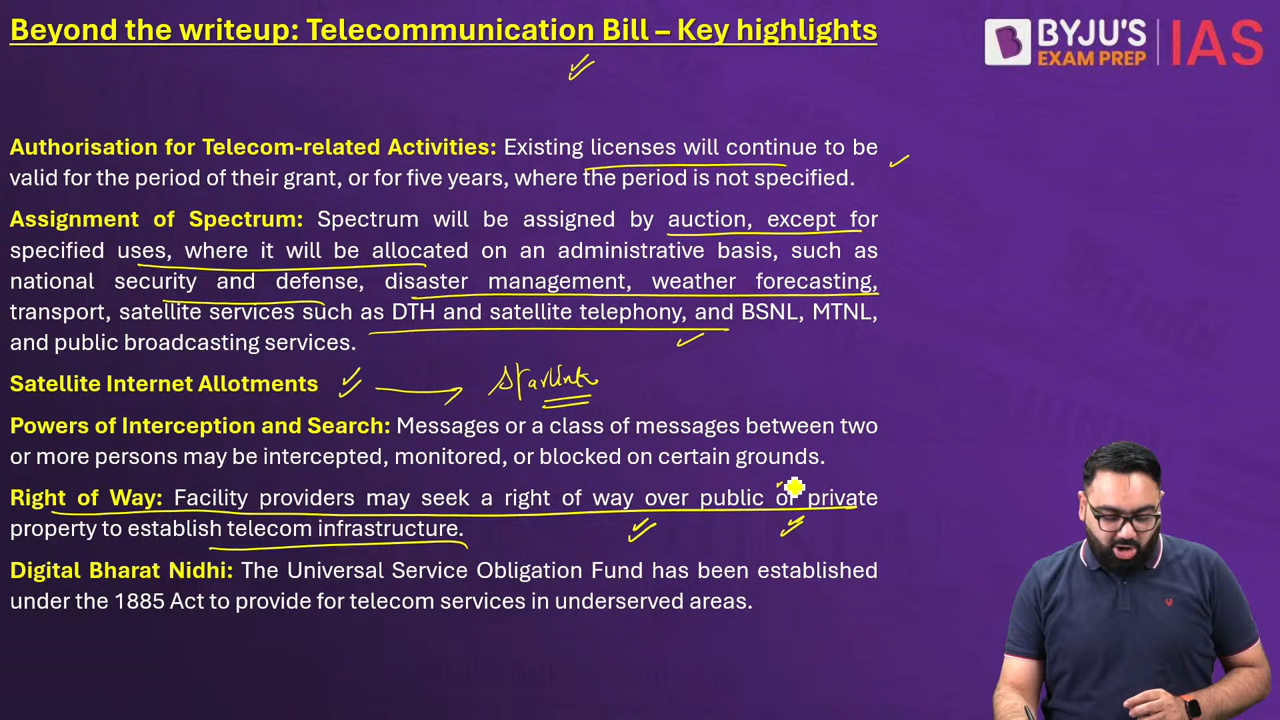 Beyond the writeup: Telecommunication Bill – Key highlights
BYJU'S
EXAM PREP
IAS
Authorisation for Telecom-related Activities: Existing licenses will continue to be
valid for the period of their grant, or for five years, where the period is not specified.
Assignment of Spectrum: Spectrum will be assigned by auction, except for
specified uses, where it will be allocated on an administrative basis, such as
national security and defense, disaster management, weather forecasting,
transport, satellite services such as DTH and satellite telephony, and BSNL, MTNL,
and public broadcasting services.
Satellite Internet Allotments Starlink
Powers of Interception and Search: Messages or a class of messages between two
or more persons may be intercepted, monitored, or blocked on certain grounds.
Right of Way: Facility providers may seek a right of way over public or private
property to establish telecom infrastructure.
Digital Bharat Nidhi: The Universal Service Obligation Fund has been established
under the 1885 Act to provide for telecom services in underserved areas.